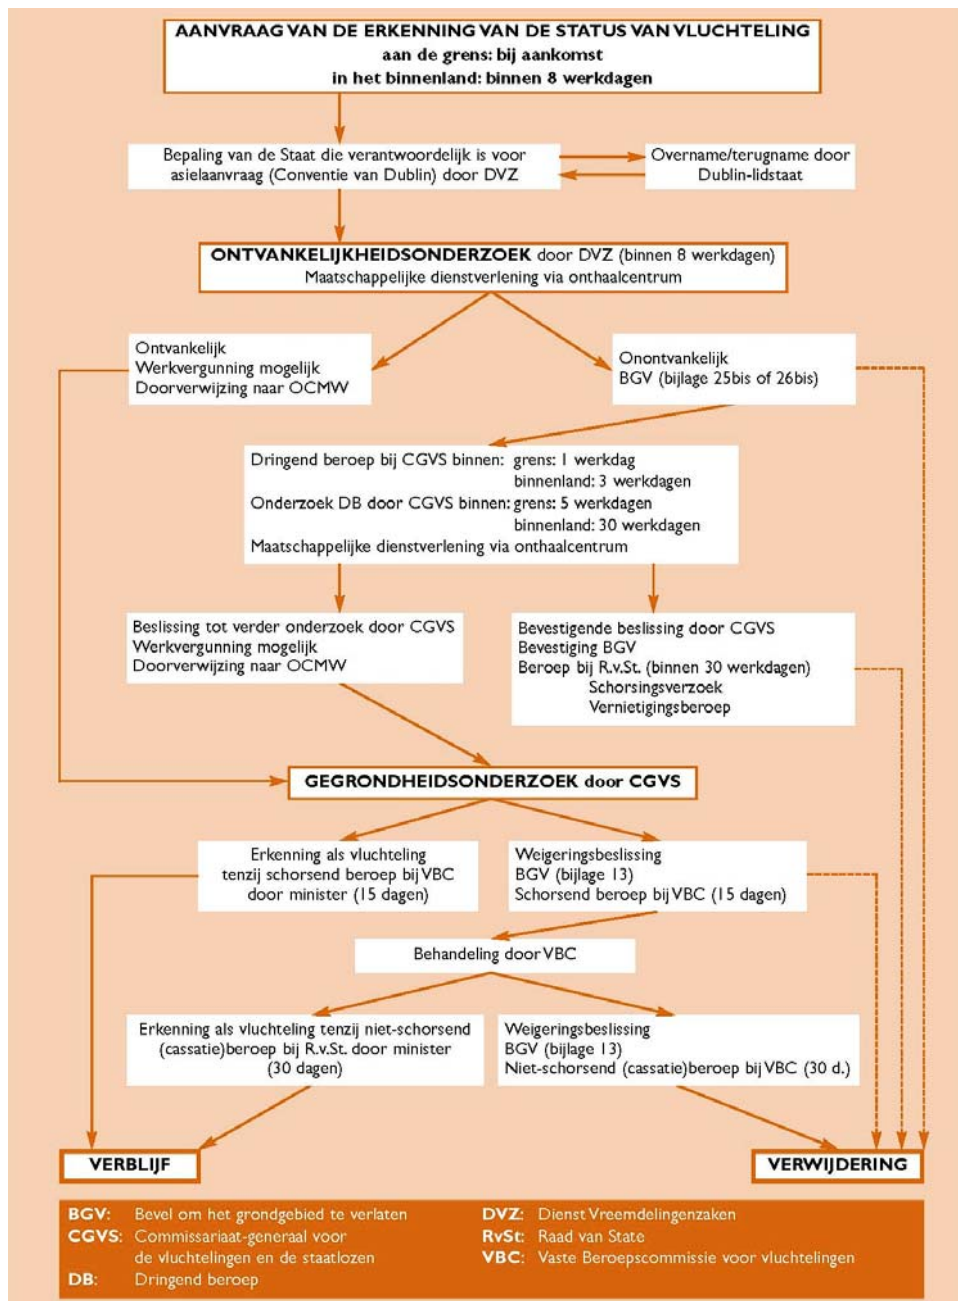 AANVRAAG VAN DE ERKENNING VAN DE STATUS VAN VLUCHTELING
aan de grens: bij aankomst
in het binnenland: binnen 8 werkdagen
Bepaling van de Staat die verantwoordelijk is voor
asielaanvraag (Conventie van Dublin) door DVZ
Overname/terugname door
Dublin-lidstaat
ONTVANKELIJKHEIDSONDERZOEK door DVZ (binnen 8 werkdagen)
Maatschappelijke dienstverlening via onthaalcentrum
Ontvankelijk
Werkvergunning mogelijk
Doorverwijzing naar OCMW
Onontvankelijk
BGV (bijlage 25bis of 26bis)
Dringend beroep bij CGVS binnen: grens: 1 werkdag
binnenland: 3 werkdagen
Onderzoek DB door CGVS binnen: grens: 5 werkdagen
binnenland: 30 werkdagen
Maatschappelijke dienstverlening via onthaalcentrum
Beslissing tot verder onderzoek door CGVS
Werkvergunning mogelijk
Doorverwijzing naar OCMW
Bevestigende beslissing door CGVS
Bevestiging BGV
Beroep bij R.v.St. (binnen 30 werkdagen)
Schorsingsverzoek
Vernietigingsberoep
GEGRONDHEIDSONDERZOEK door CGVS
Erkenning als vluchteling
tenzij schorsend beroep bij VBC
door minister (15 dagen)
Weigeringsbeslissing
BGV (bijlage 13)
Schorsend beroep bij VBC (15 dagen)
Behandeling door VBC
Erkenning als vluchteling tenzij niet-schorsend
(cassatie)beroep bij R.v.St. door minister
(30 dagen)
Weigeringsbeslissing
BGV (bijlage 13)
Niet-schorsend (cassatie)beroep bij VBC (30 d.)
VERBLIJF
VERWIJDERING
BGV: Bevel om het grondgebied te verlaten
CGVS: Commissariaat-generaal voor
de vluchtelingen en de staatlozen
DB: Dringend beroep
DVZ: Dienst Vreemdelingenzaken
RvSt: Raad van State
VBC: Vaste Beroepscommissie voor vluchtelingen